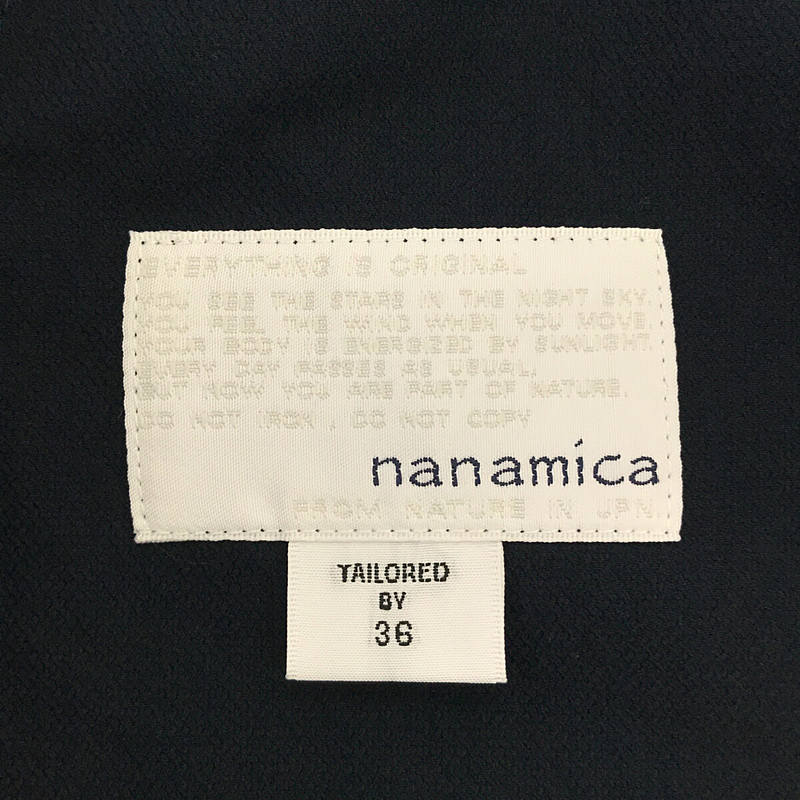 EVERYTHING IS ORIGINAL
YOU SEE THE STARS IN THE NIGHT SKY.
YOU FEEL THE WIND WHEN YOU MOVE.
YOUR BODY IS ENERGIZED BY SUNLIGHT.
EVERY DAY PASSES AS USUAL,
BUT NOW YOU ARE PART OF NATURE.
DO NOT IRON , DO NOT COPY
nanamica
FROM NATURE IN JPN
TAILORED
BY
36